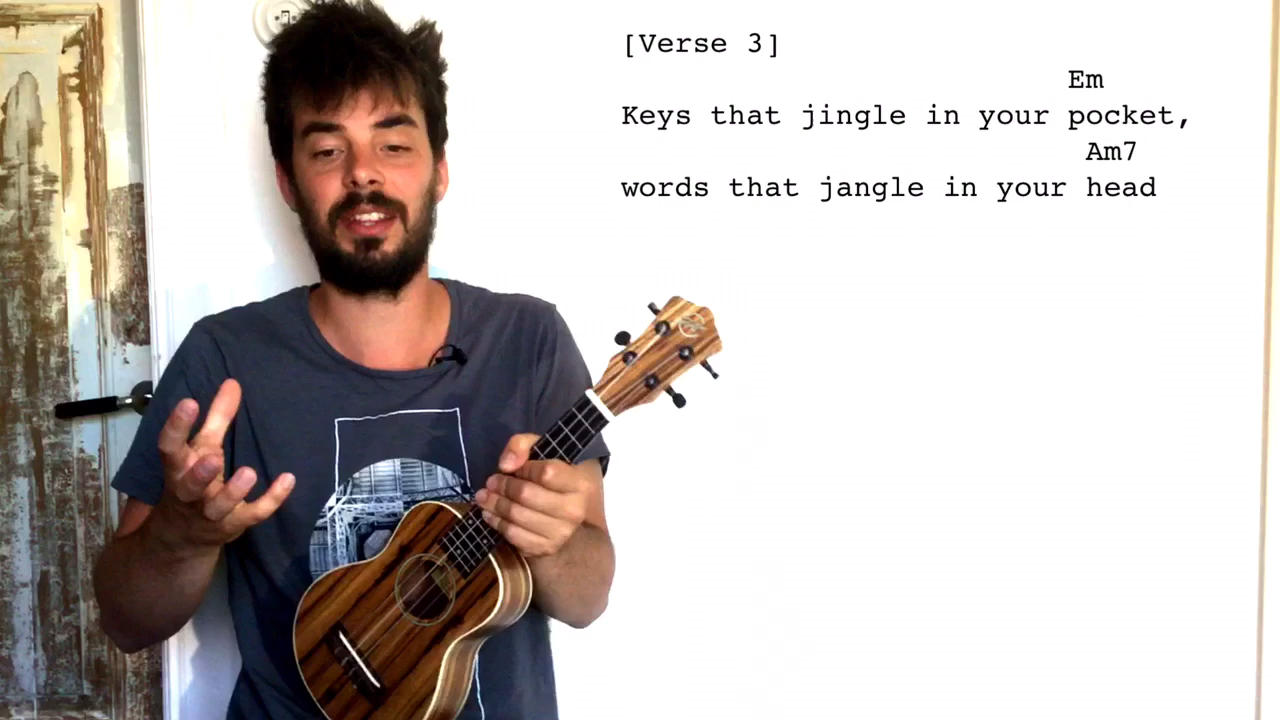 [Verse 3]
Em
Keys that jingle in your pocket,
Am7
words that jangle in your head